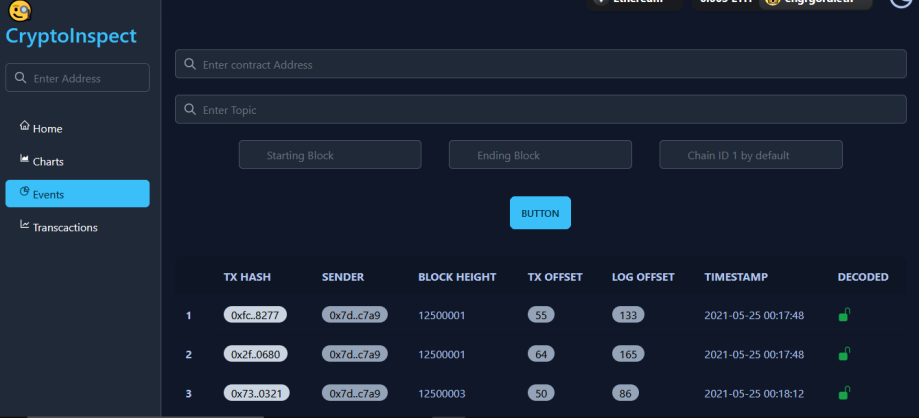 Ethereum 0.003 ETH engrgordieth
CryptoInspect
Enter Address
Enter contract Address
Enter Topic
Home
Charts
Events
Transcactions
Starting Block Ending Block Chain ID 1 by default
BUTTON
TX HASH SENDER BLOCK HEIGHT TX OFFSET LOG OFFSET TIMESTAMP DECODED
1 0xfc..8277 0x7d..c7a9 12500001 55 133 2021-05-25 00:17:48
2 0x2f..0680 0x7d..c7a9 12500001 64 165 2021-05-25 00:17:48
3 0x73..0321 0x7d..c7a9 12500003 50 86 2021-05-25 00:18:12